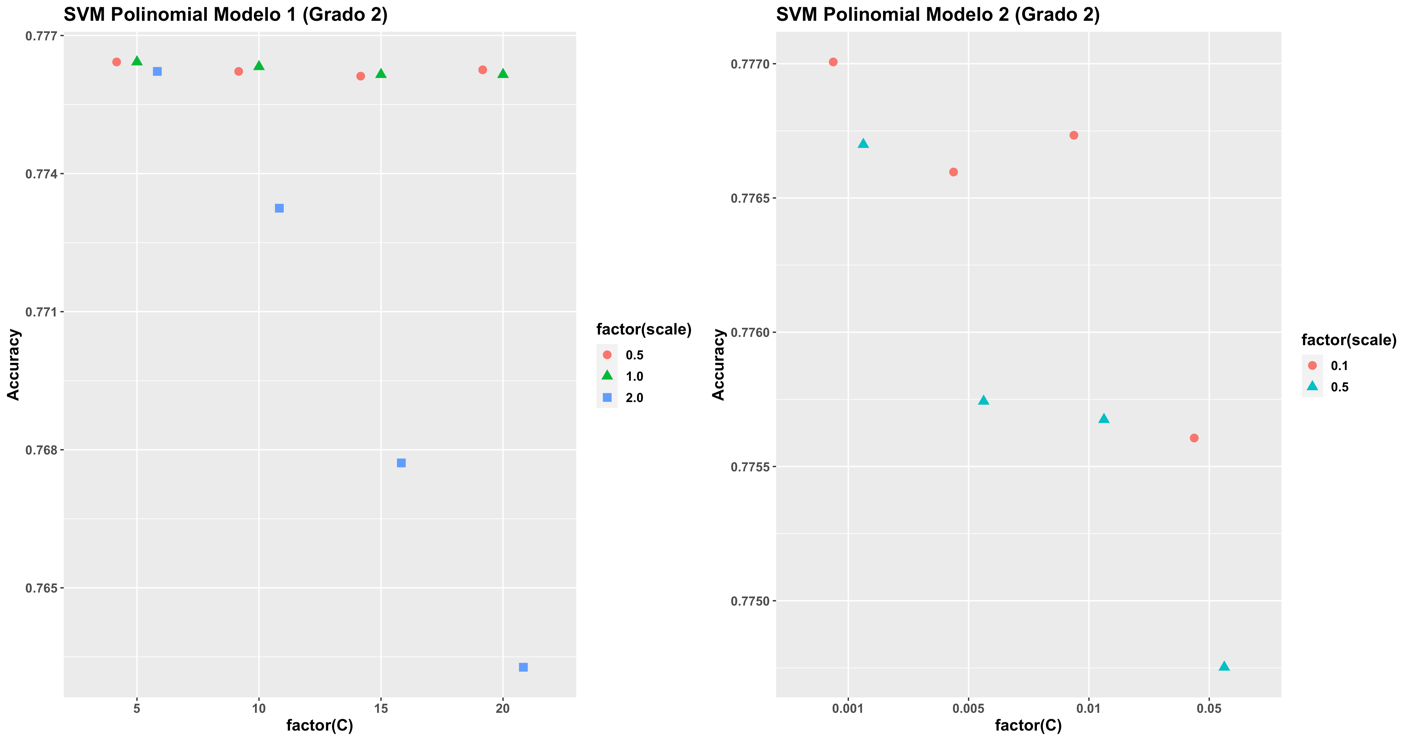 SVM Polinomial Modelo 1 (Grado 2)
0.777
0.774
0.771
0.768
0.765
Accuracy
5 10 15 20
factor(C)
factor(scale)
0.5
1.0
2.0
SVM Polinomial Modelo 2 (Grado 2)
0.7770
0.7765
0.7760
0.7755
0.7750
Accuracy
0.001 0.005 0.01 0.05
factor(C)
factor(scale)
0.1
0.5